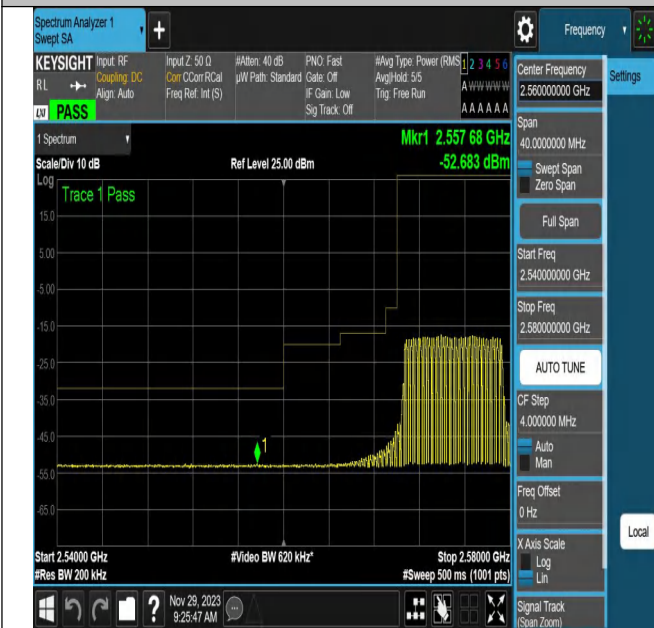 Spectrum Analyzer 1
Swept SA
+
Frequency
KEYSIGHT
RL
LXI
PASS
Input: RF
Coupling: DC
Align: Auto
Input Z: 50 Ω
Corr CCorr RCal
Freq Ref: Int (S)
#Atten: 40 dB
µW Path: Standard
PNO: Fast
Gate: Off
IF Gain: Low
Sig Track: Off
#Avg Type: Power (RMS
Avg|Hold: 5/5
Trig: Free Run
1 2 3 4 5 6
A W W W W W
A A A A A A
1 Spectrum
Scale/Div 10 dB
Log
Ref Level 25.00 dBm
Mkr1 2.557 68 GHz
-52.683 dBm
Trace 1 Pass
15.0
5.00
-5.00
-15.0
-25.0
-35.0
-45.0
-55.0
-65.0
1
Start 2.54000 GHz
#Res BW 200 kHz
#Video BW 620 kHz*
Stop 2.58000 GHz
#Sweep 500 ms (1001 pts)
?
Nov 29, 2023
9:25:47 AM
Center Frequency
2.560000000 GHz
Settings
Span
40.0000000 MHz
Swept Span
Zero Span
Full Span
Start Freq
2.540000000 GHz
Stop Freq
2.580000000 GHz
AUTO TUNE
CF Step
4.000000 MHz
Auto
Man
Freq Offset
0 Hz
X Axis Scale
Log
Lin
Local
Signal Track
(Span Zoom)